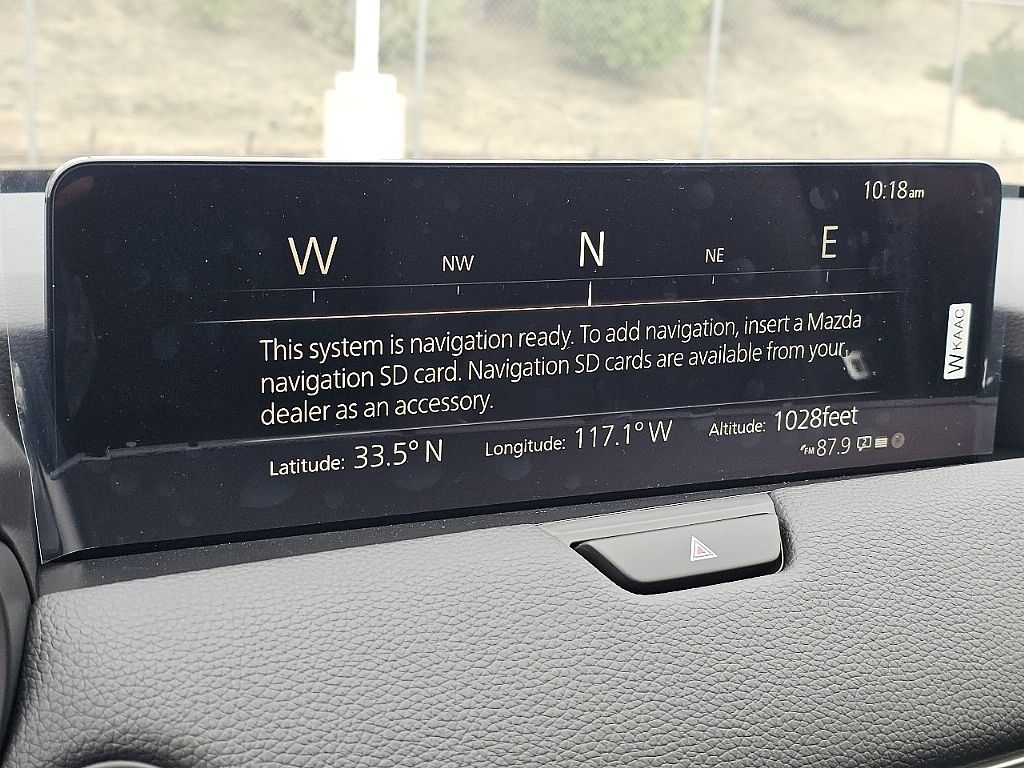 10:18am
W NW N NE E
This system is navigation ready. To add navigation, insert a Mazda
navigation SD card. Navigation SD cards are available from your
dealer as an accessory.
WKAAC
Latitude: 33.5° N Longitude: 117.1° W Altitude: 1028feet
FM 87.9 2